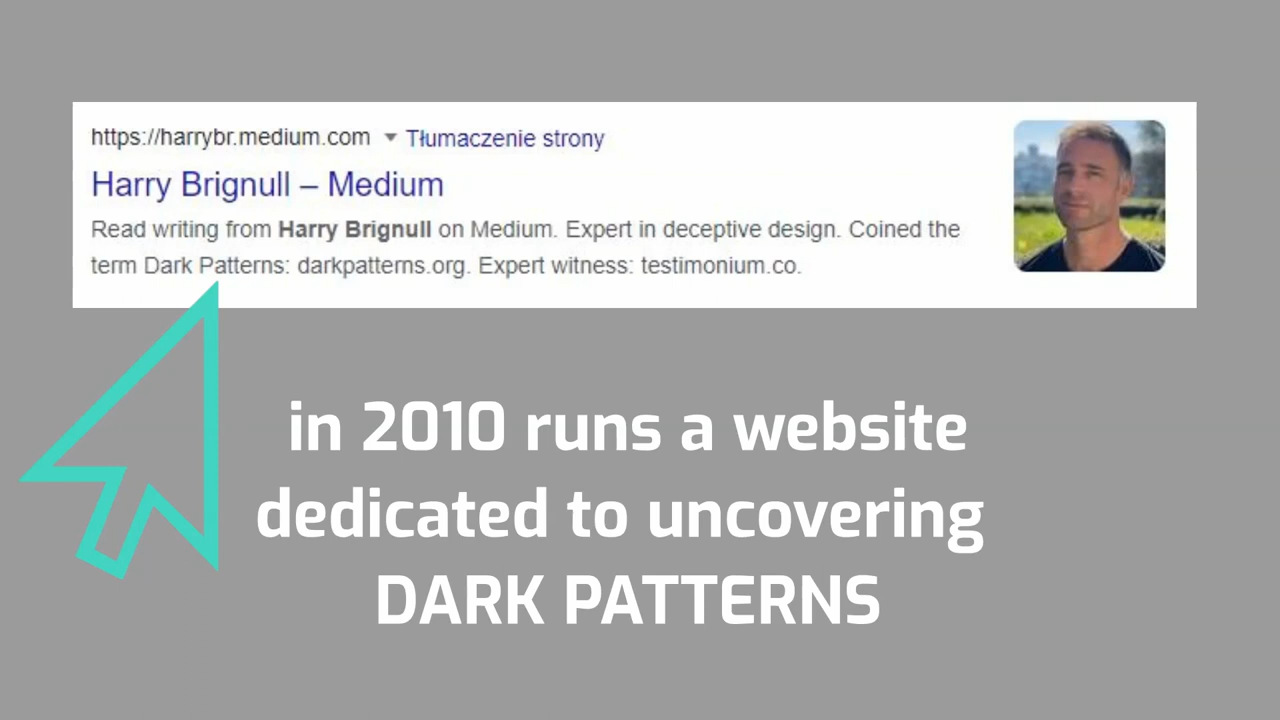 https://harrybr.medium.com Tłumaczenie strony
Harry Brignull – Medium
Read writing from Harry Brignull on Medium. Expert in deceptive design. Coined the
term Dark Patterns: darkpatterns.org. Expert witness: testimonium.co.
in 2010 runs a website
dedicated to uncovering
DARK PATTERNS